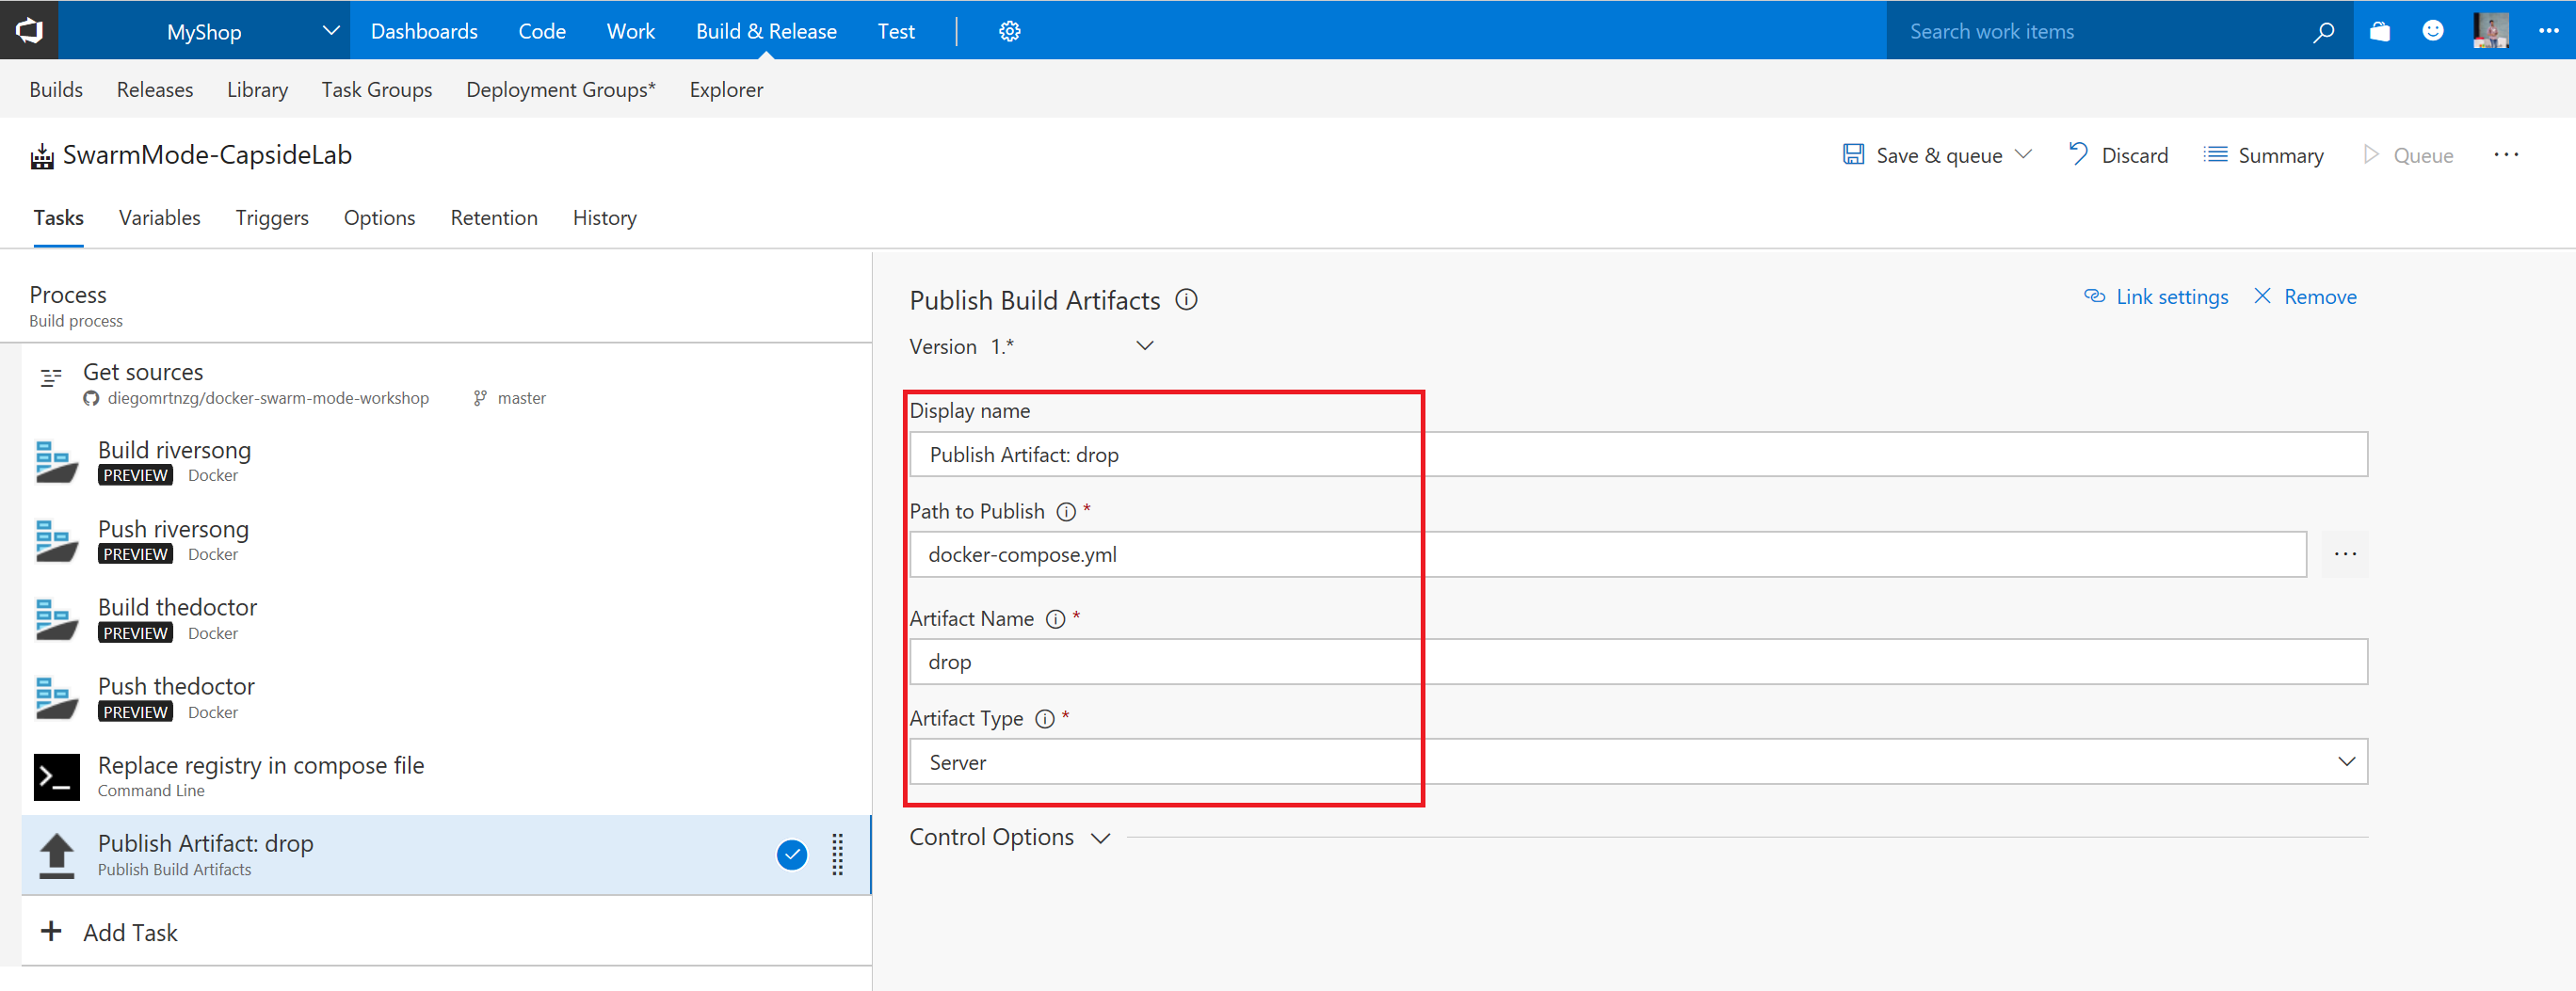 MyShop
Dashboards
Code
Work
Build & Release
Test
Search work items
Builds
Releases
Library
Task Groups
Deployment Groups*
Explorer
SwarmMode-CapsideLab
Save & queue
Discard
Summary
Queue
Tasks
Variables
Triggers
Options
Retention
History
Process
Build process
Get sources
diegomrtnzg/docker-swarm-mode-workshop
master
Build riversong
PREVIEW Docker
Push riversong
PREVIEW Docker
Build thedoctor
PREVIEW Docker
Push thedoctor
PREVIEW Docker
Replace registry in compose file
Command Line
Publish Artifact: drop
Publish Build Artifacts
Add Task
Publish Build Artifacts
Link settings
Remove
Version 1.*
Display name
Publish Artifact: drop
Path to Publish *
docker-compose.yml
Artifact Name *
drop
Artifact Type *
Server
Control Options